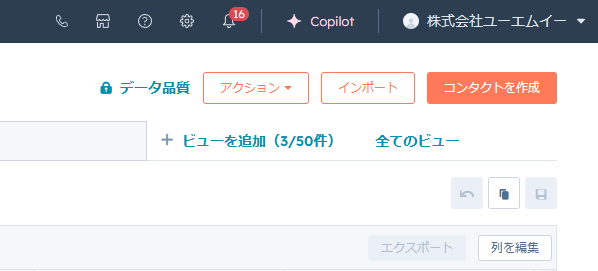 16
Copilot
株式会社ユーエムイー
データ品質
アクション
インポート
コンタクトを作成
+ ビューを追加（3/50件）
全てのビュー
エクスポート
列を編集